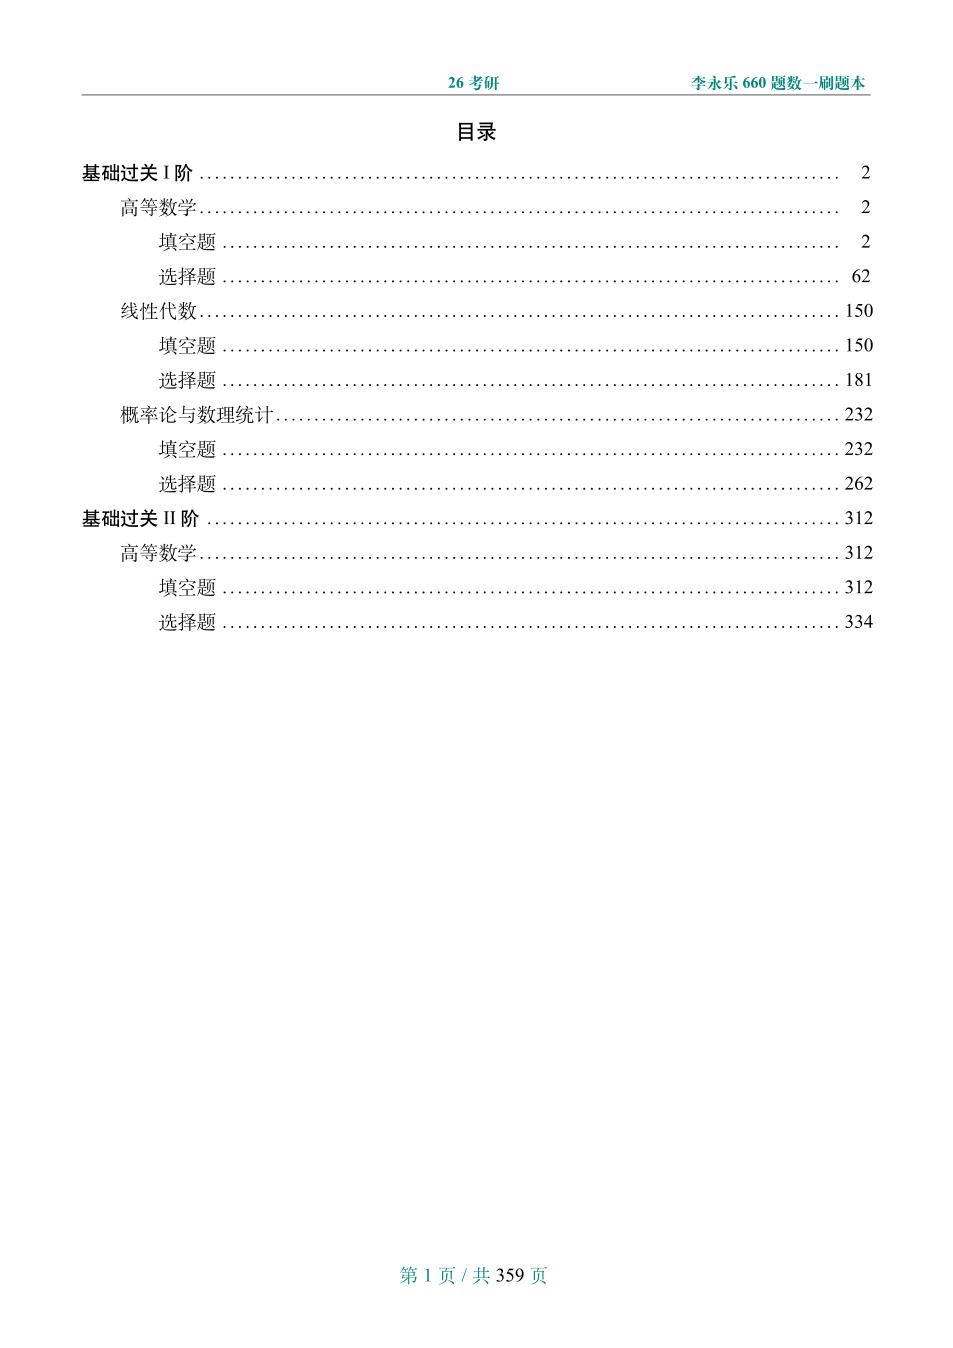 26 考研 李永乐 660 题数一刷题本
目录
基础过关 I 阶 ........................................ 2
高等数学 ........................................ 2
填空题 ........................................ 2
选择题 ........................................ 62
线性代数 ........................................ 150
填空题 ........................................ 150
选择题 ........................................ 181
概率论与数理统计 ........................................ 232
填空题 ........................................ 232
选择题 ........................................ 262
基础过关 II 阶 ........................................ 312
高等数学 ........................................ 312
填空题 ........................................ 312
选择题 ........................................ 334
第 1 页 / 共 359 页